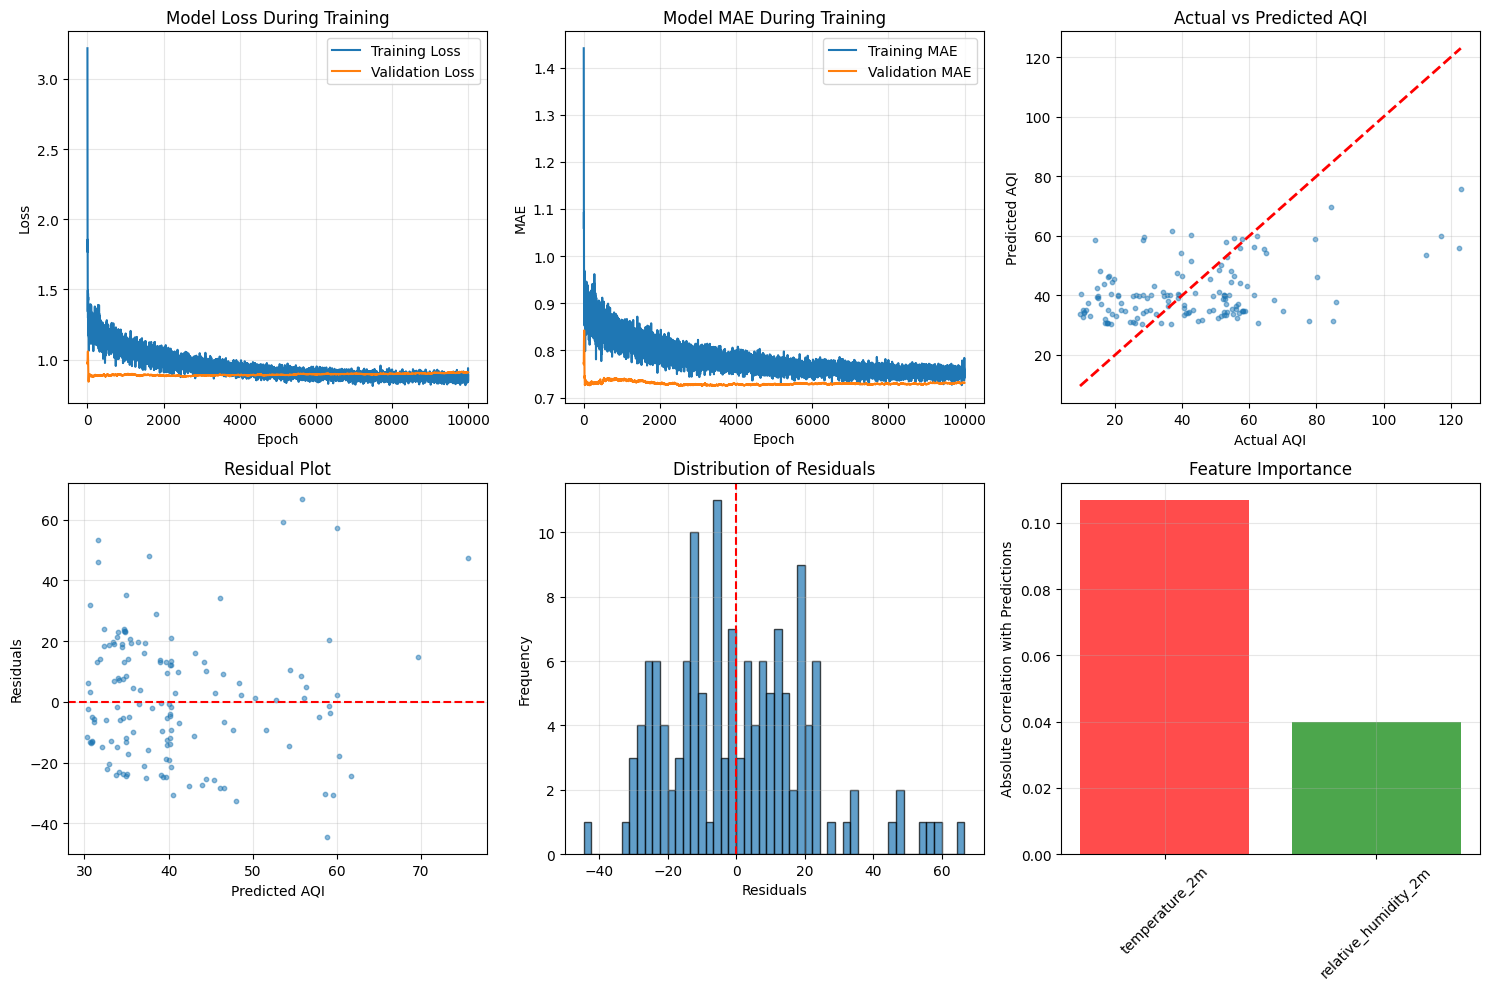 Model Loss During Training
3.0
2.5
2.0
1.5
1.0
Loss
0
2000
4000
6000
8000
10000
Epoch
Training Loss
Validation Loss
Model MAE During Training
1.4
1.3
1.2
1.1
1.0
0.9
0.8
0.7
MAE
0
2000
4000
6000
8000
10000
Epoch
Training MAE
Validation MAE
Actual vs Predicted AQI
120
100
80
60
40
20
Predicted AQI
20
40
60
80
100
120
Actual AQI
Residual Plot
60
40
20
0
−20
−40
Residuals
30
40
50
60
70
Predicted AQI
Distribution of Residuals
10
8
6
4
2
0
Frequency
−40
−20
0
20
40
60
Residuals
Feature Importance
0.10
0.08
0.06
0.04
0.02
0.00
Absolute Correlation with Predictions
temperature_2m
relative_humidity_2m